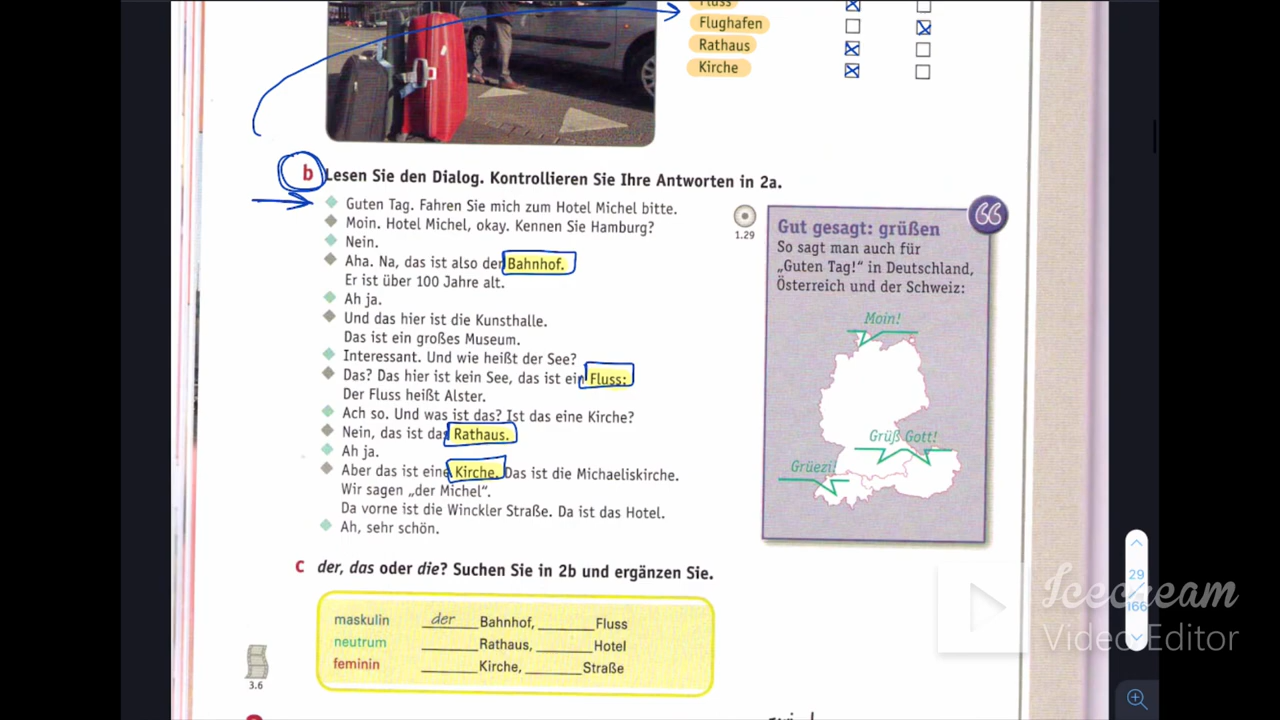 Fluss
Flughafen
Rathaus
Kirche
b Lesen Sie den Dialog. Kontrollieren Sie Ihre Antworten in 2a.
Guten Tag. Fahren Sie mich zum Hotel Michel bitte.
Moin. Hotel Michel, okay. Kennen Sie Hamburg?
Nein.
Aha. Na, das ist also der Bahnhof.
Er ist über 100 Jahre alt.
Ah ja.
Und das hier ist die Kunsthalle.
Das ist ein großes Museum.
Interessant. Und wie heißt der See?
Das? Das hier ist kein See, das ist ein Fluss:
Der Fluss heißt Alster.
Ach so. Und was ist das? Ist das eine Kirche?
Nein, das ist das Rathaus.
Ah ja.
Aber das ist eine Kirche. Das ist die Michaeliskirche.
Wir sagen „der Michel“.
Da vorne ist die Winckler Straße. Da ist das Hotel.
Ah, sehr schön.
1.29
Gut gesagt: grüßen
So sagt man auch für
„Guten Tag!“ in Deutschland,
Österreich und der Schweiz:
Moin!
Grüß Gott!
Grüezi!
c der, das oder die? Suchen Sie in 2b und ergänzen Sie.
maskulin der Bahnhof, ______Fluss
neutrum ______Rathaus, ______Hotel
feminin ______Kirche, ______Straße
3.6
29
166
Icecream
Video Editor